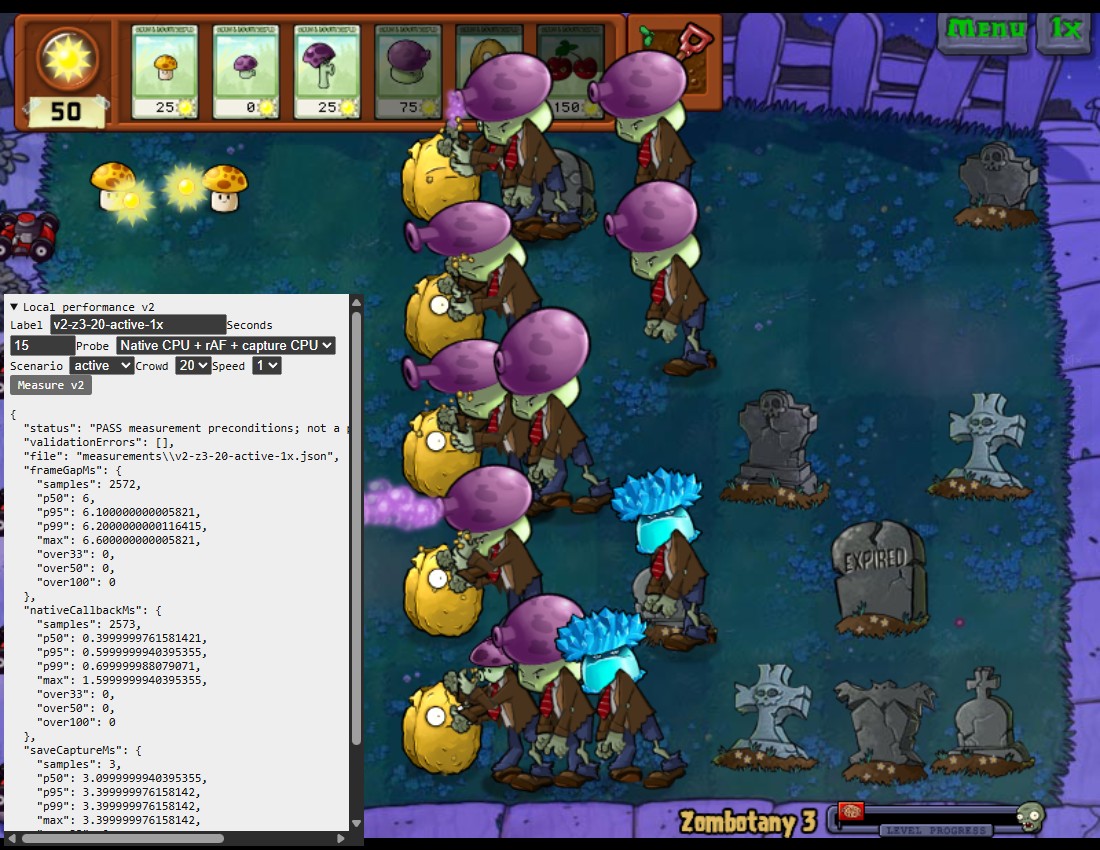 Menu
1x
50
25
0
25
75
150
▼ Local performance v2
Label v2-z3-20-active-1x Seconds
15 Probe Native CPU + rAF + capture CPU
Scenario active Crowd 20 Speed 1
Measure v2
{
"status": "PASS measurement preconditions; not a
"validationErrors": [],
"file": "measurements\\v2-z3-20-active-1x.json",
"frameGapMs": {
"samples": 2572,
"p50": 6,
"p95": 6.100000000005821,
"p99": 6.2000000000116415,
"max": 6.600000000005821,
"over33": 0,
"over50": 0,
"over100": 0
},
"nativeCallbackMs": {
"samples": 2573,
"p50": 0.3999999761581421,
"p95": 0.5999999940395355,
"p99": 0.699999988079071,
"max": 1.5999999940395355,
"over33": 0,
"over50": 0,
"over100": 0
},
"saveCaptureMs": {
"samples": 3,
"p50": 3.0999999940395355,
"p95": 3.399999976158142,
"p99": 3.399999976158142,
"max": 3.399999976158142,
EXPIRED
Zombotany 3
LEVEL PROGRESS